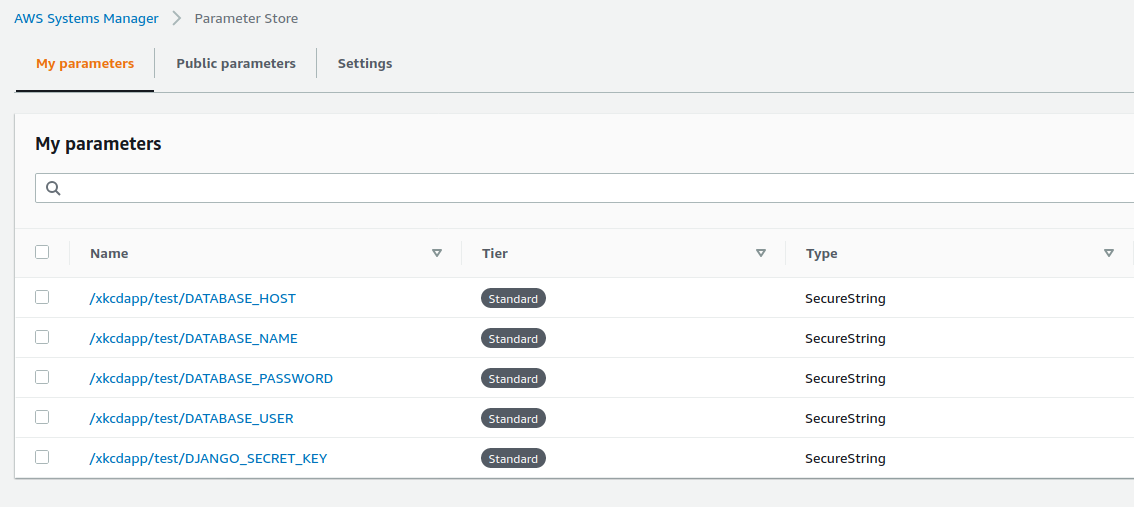 AWS Systems Manager Parameter Store
My parameters Public parameters Settings
My parameters
Name Tier Type
/xkcdapp/test/DATABASE_HOST Standard SecureString
/xkcdapp/test/DATABASE_NAME Standard SecureString
/xkcdapp/test/DATABASE_PASSWORD Standard SecureString
/xkcdapp/test/DATABASE_USER Standard SecureString
/xkcdapp/test/DJANGO_SECRET_KEY Standard SecureString